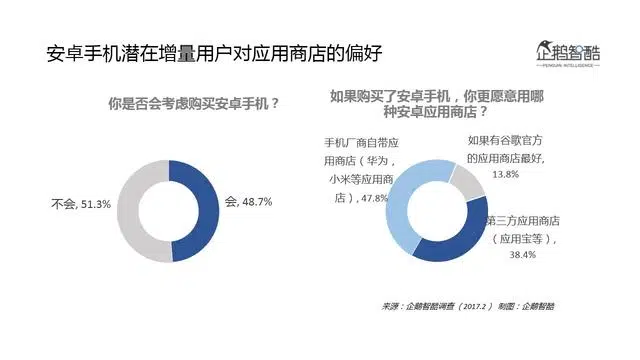 安卓手机潜在增量用户对应用商店的偏好
企鹅智酷
PENGUIN INTELLIGENCE
你是否会考虑购买安卓手机？
不会, 51.3%
会, 48.7%
如果购买了安卓手机，你更愿意用哪
种安卓应用商店？
手机厂商自带应
用商店（华为，
小米等应用商
店）, 47.8%
如果有谷歌官方
的应用商店最好,
13.8%
第三方应用商店
（应用宝等）,
38.4%
来源：企鹅智酷调查（2017.2） 制图：企鹅智酷